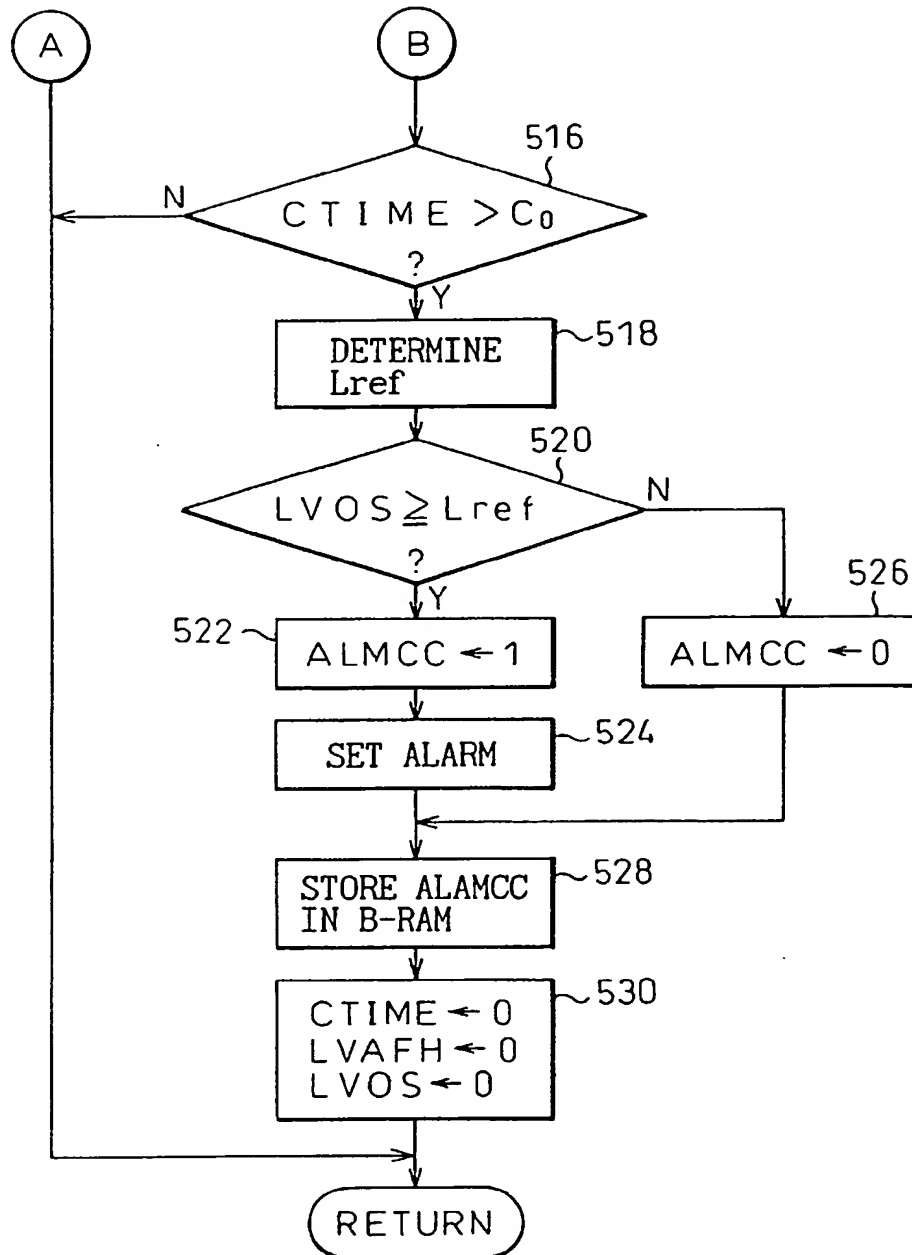 A
B
516
N
CTIME > C₀
?
Y
DETERMINE
Lref
518
520
LVOS ≧ Lref
N
?
Y
526
522
ALMCC ← 1
ALMCC ← 0
SET ALARM
524
STORE ALAMCC
IN B-RAM
528
CTIME ← 0
LVAFH ← 0
LVOS ← 0
530
RETURN